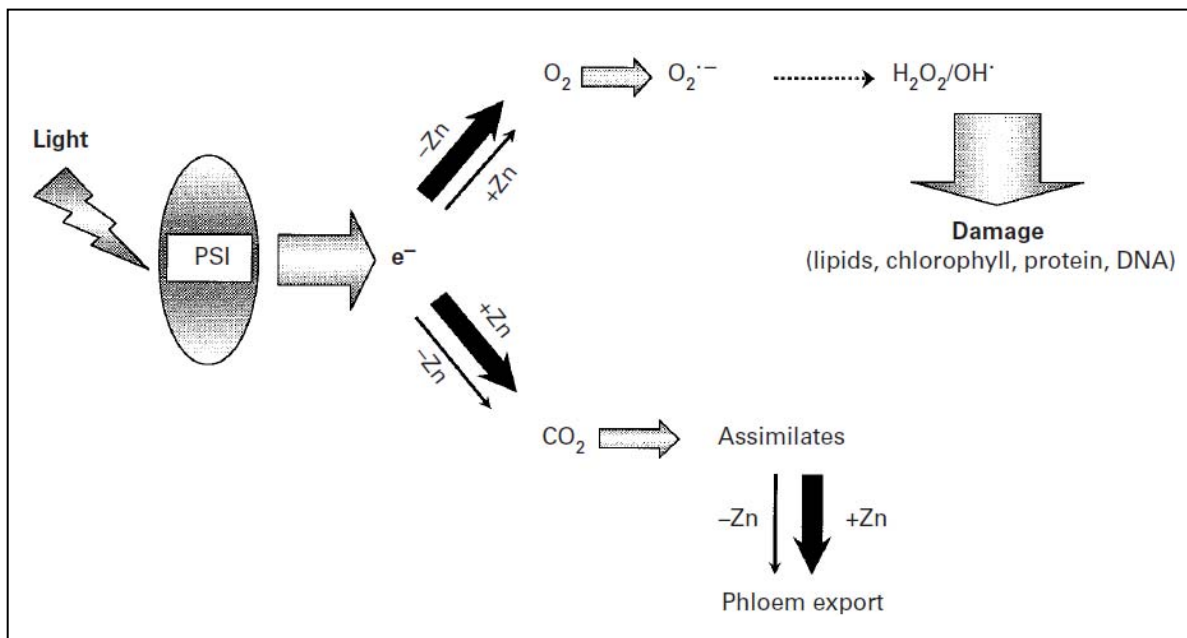 O₂ O₂·− H₂O₂/OH·
Light
−Zn
+Zn
Damage
(lipids, chlorophyll, protein, DNA)
PSI
e⁻
+Zn
−Zn
CO₂ Assimilates
−Zn +Zn
Phloem export